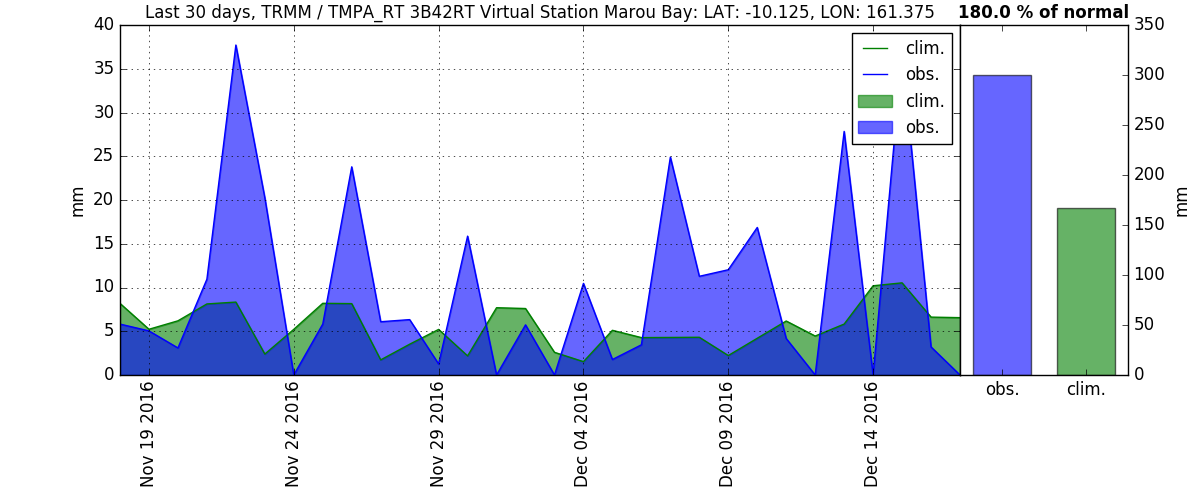 Last 30 days, TRMM / TMPA_RT 3B42RT Virtual Station Marou Bay: LAT: -10.125, LON: 161.375
180.0 % of normal
40
35
30
25
20
15
10
5
0
mm
clim.
obs.
clim.
obs.
Nov 19 2016
Nov 24 2016
Nov 29 2016
Dec 04 2016
Dec 09 2016
Dec 14 2016
350
300
250
200
150
100
50
0
mm
obs.
clim.